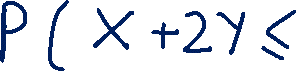 P ( X + 2Y ≤